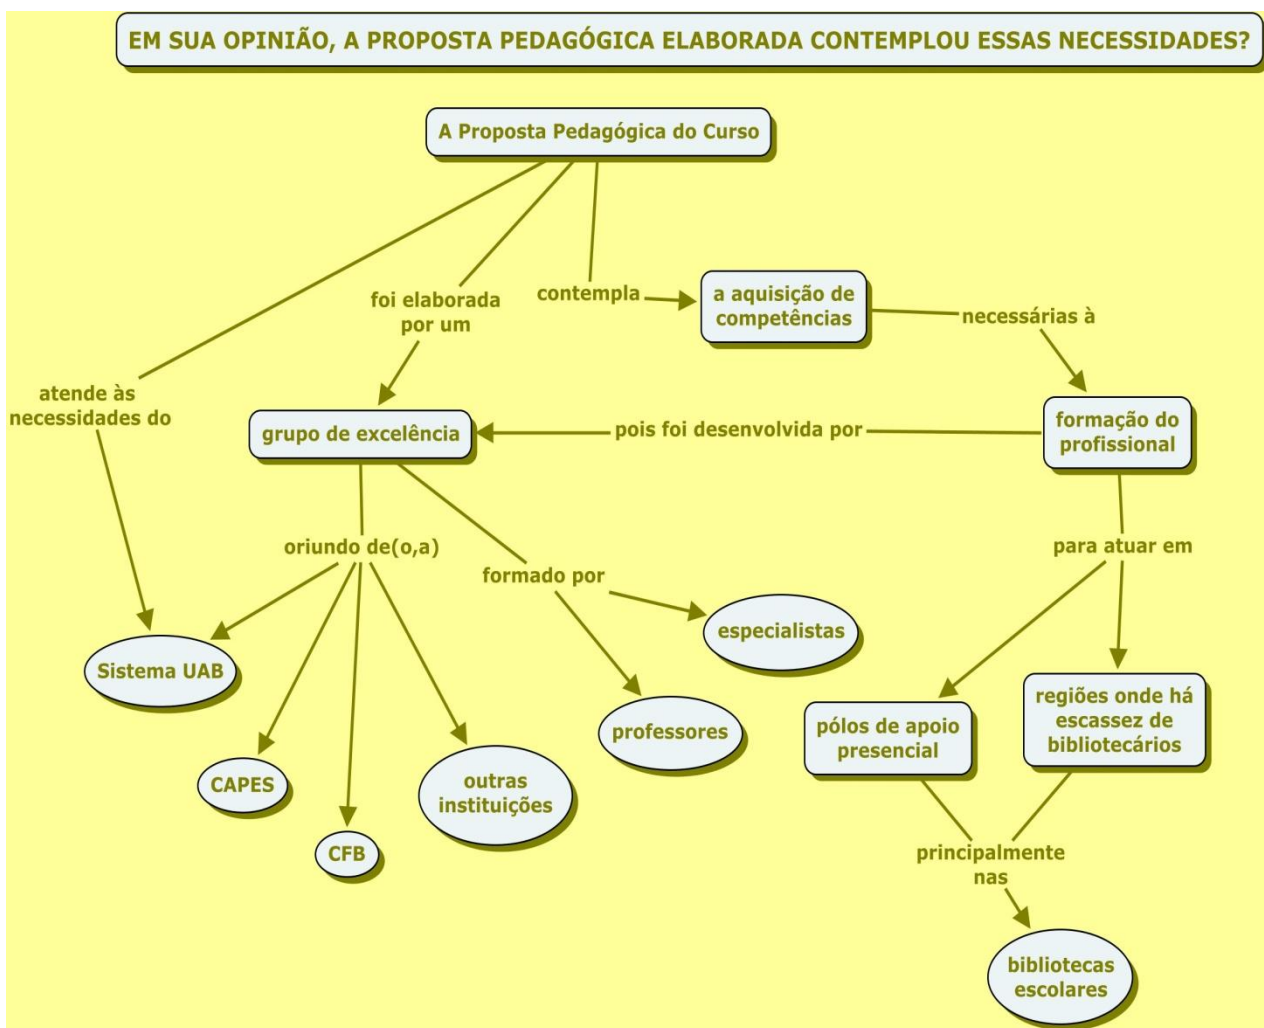 EM SUA OPINIÃO, A PROPOSTA PEDAGÓGICA ELABORADA CONTEMPLOU ESSAS NECESSIDADES?
A Proposta Pedagógica do Curso
foi elaborada
por um
contempla
a aquisição de
competências
necessárias à
atende às
necessidades do
grupo de excelência
pois foi desenvolvida por
formação do
profissional
oriundo de(o,a)
formado por
para atuar em
Sistema UAB
especialistas
professores
pólos de apoio
presencial
regiões onde há
escassez de
bibliotecários
CAPES
outras
instituições
CFB
principalmente
nas
bibliotecas
escolares